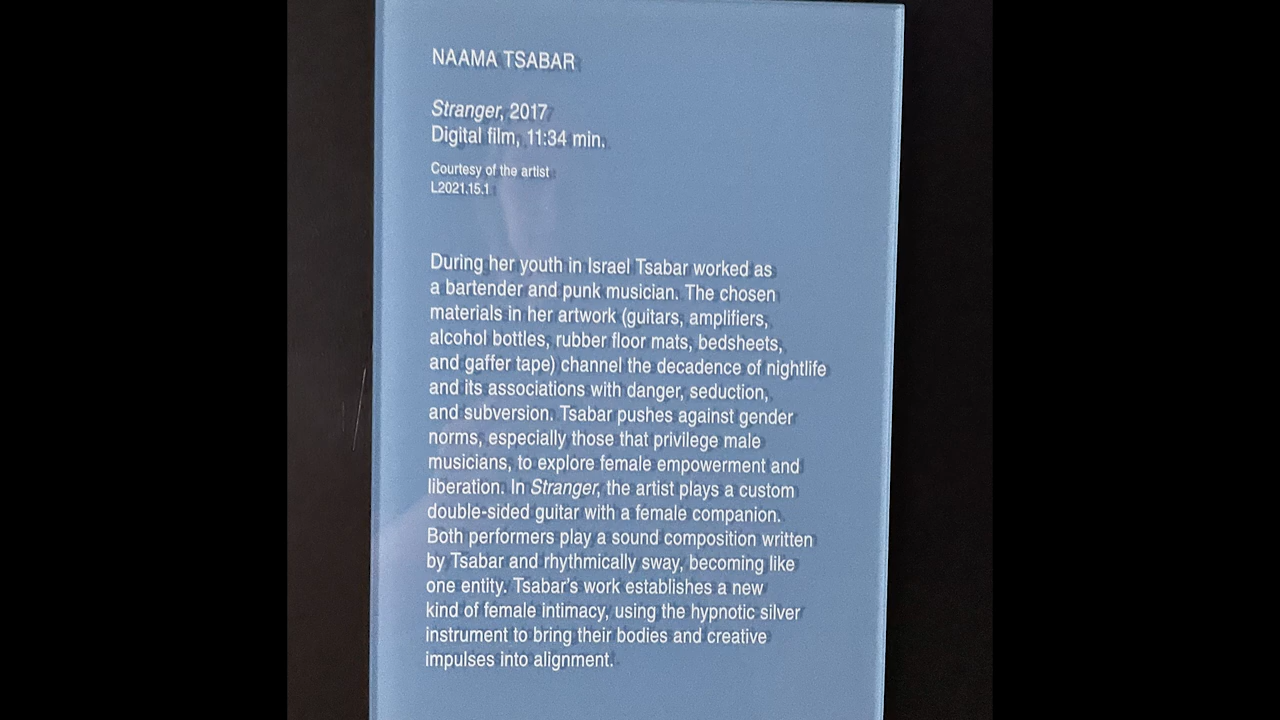 NAAMA TSABAR
Stranger, 2017
Digital film, 11:34 min.
Courtesy of the artist
L2021.15.1
During her youth in Israel Tsabar worked as
a bartender and punk musician. The chosen
materials in her artwork (guitars, amplifiers,
alcohol bottles, rubber floor mats, bedsheets,
and gaffer tape) channel the decadence of nightlife
and its associations with danger, seduction,
and subversion. Tsabar pushes against gender
norms, especially those that privilege male
musicians, to explore female empowerment and
liberation. In Stranger, the artist plays a custom
double-sided guitar with a female companion.
Both performers play a sound composition written
by Tsabar and rhythmically sway, becoming like
one entity. Tsabar’s work establishes a new
kind of female intimacy, using the hypnotic silver
instrument to bring their bodies and creative
impulses into alignment.